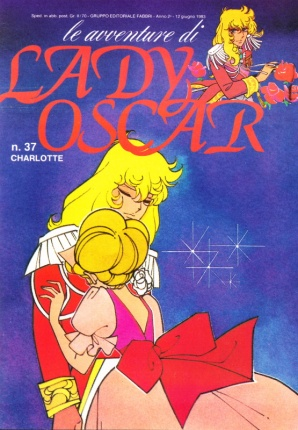 Sped. in abb. post. Gr. II/70 - GRUPPO EDITORIALE FABBRI - Anno 2° - 12 giugno 1983
le avventure di
LADY
OSCAR
n. 37
CHARLOTTE